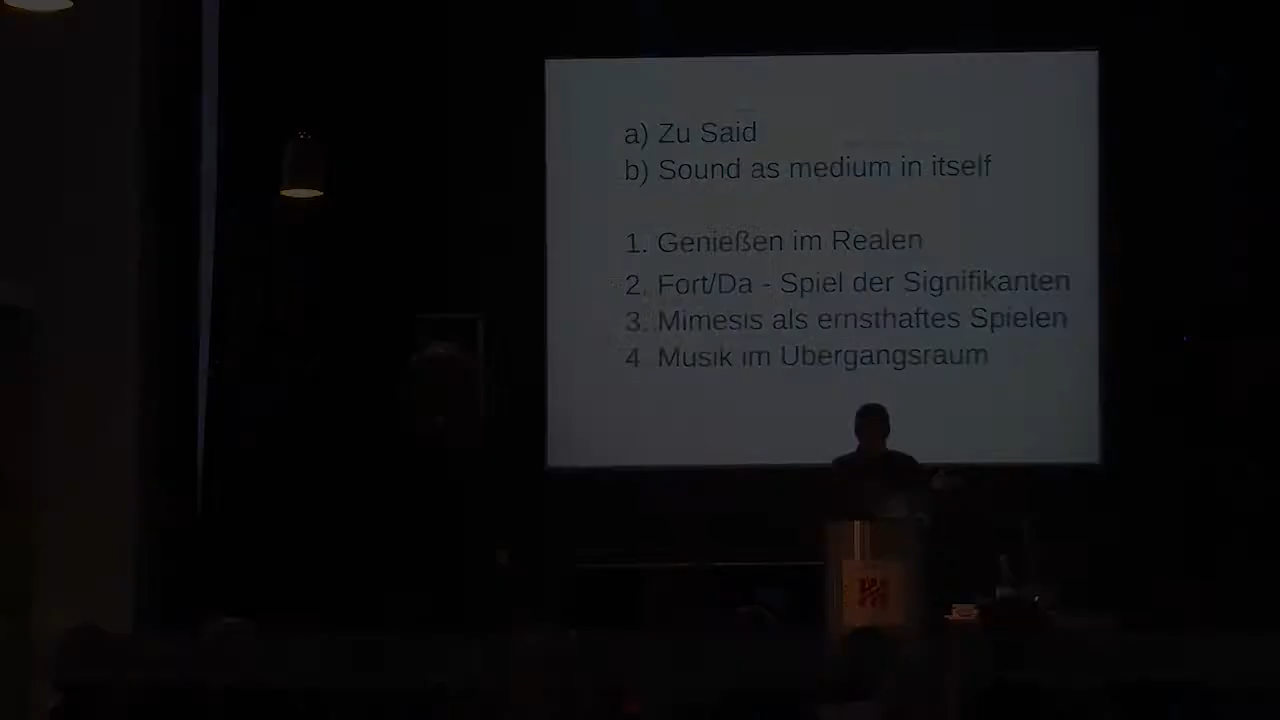 a) Zu Said
b) Sound as medium in itself
1. Genießen im Realen
2. Fort/Da - Spiel der Signifikanten
3. Mimesis als ernsthaftes Spielen
4. Musik im Übergangsraum